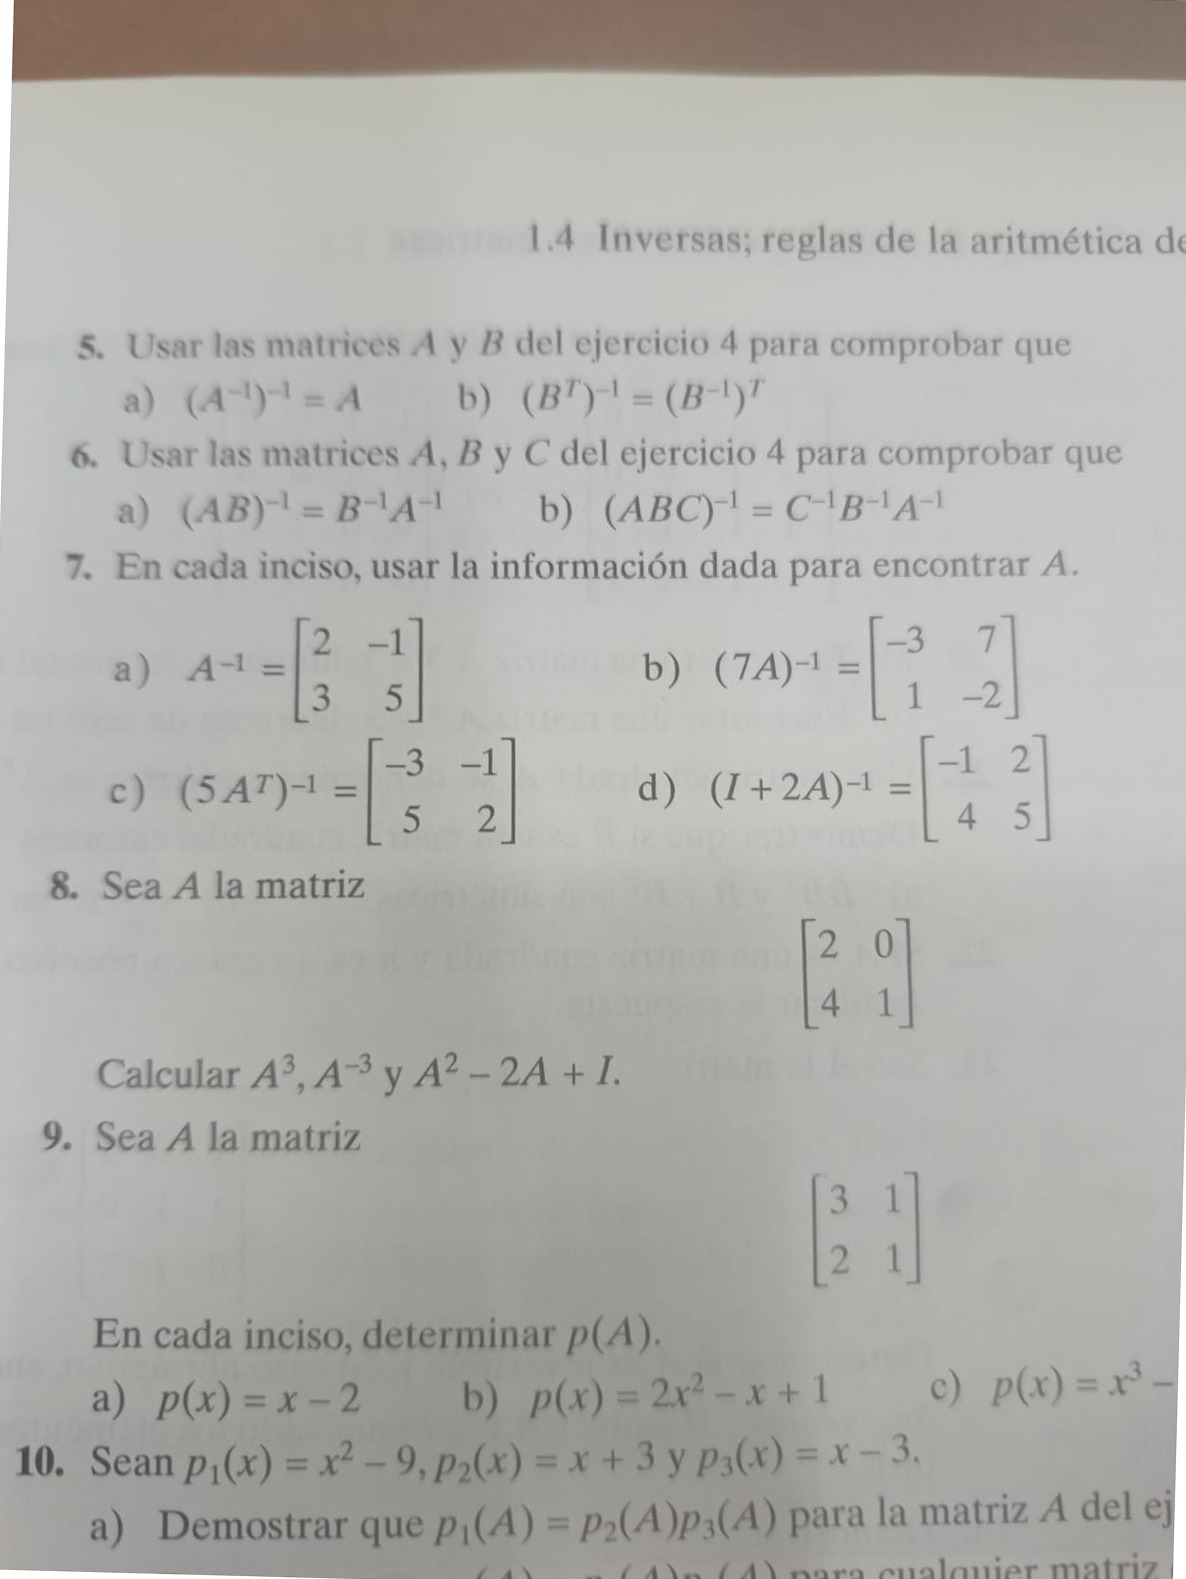 1.4 Inversas; reglas de la aritmética de
5. Usar las matrices A y B del ejercicio 4 para comprobar que
a) (A⁻¹)⁻¹ = A b) (Bᵀ)⁻¹ = (B⁻¹)ᵀ
6. Usar las matrices A, B y C del ejercicio 4 para comprobar que
a) (AB)⁻¹ = B⁻¹A⁻¹ b) (ABC)⁻¹ = C⁻¹B⁻¹A⁻¹
7. En cada inciso, usar la información dada para encontrar A.
a) A⁻¹ = [2 –1; 3 5] b) (7A)⁻¹ = [–3 7; 1 –2]
c) (5Aᵀ)⁻¹ = [–3 –1; 5 2] d) (I + 2A)⁻¹ = [–1 2; 4 5]
8. Sea A la matriz
[2 0; 4 1]
Calcular A³, A⁻³ y A² – 2A + I.
9. Sea A la matriz
[3 1; 2 1]
En cada inciso, determinar p(A).
a) p(x) = x – 2 b) p(x) = 2x² – x + 1 c) p(x) = x³ –
10. Sean p₁(x) = x² – 9, p₂(x) = x + 3 y p₃(x) = x – 3.
a) Demostrar que p₁(A) = p₂(A)p₃(A) para la matriz A del ej
para cualquier matriz